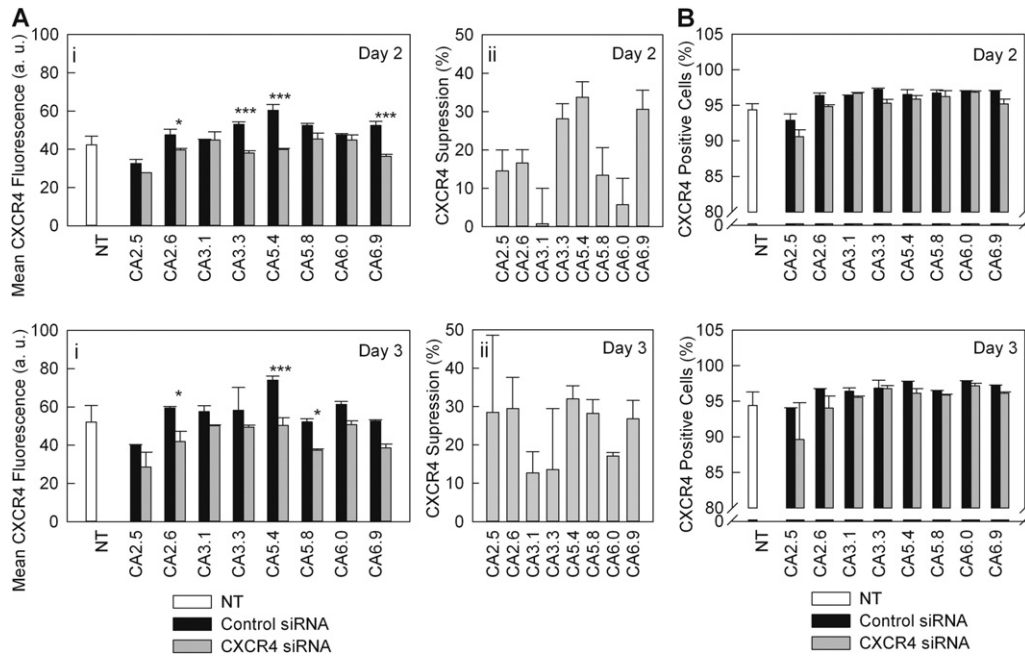 A
B
i
Day 2
Mean CXCR4 Fluorescence (a. u.)
100
80
60
40
20
0
*
***
***
***
NT
CA2.5
CA2.6
CA3.1
CA3.3
CA5.4
CA5.8
CA6.0
CA6.9
ii
Day 2
CXCR4 Supression (%)
50
40
30
20
10
0
CA2.5
CA2.6
CA3.1
CA3.3
CA5.4
CA5.8
CA6.0
CA6.9
Day 2
CXCR4 Positive Cells (%)
105
100
95
90
85
80
0
NT
CA2.5
CA2.6
CA3.1
CA3.3
CA5.4
CA5.8
CA6.0
CA6.9
i
Day 3
Mean CXCR4 Fluorescence (a. u.)
100
80
60
40
20
0
*
***
*
NT
CA2.5
CA2.6
CA3.1
CA3.3
CA5.4
CA5.8
CA6.0
CA6.9
ii
Day 3
CXCR4 Supression (%)
50
40
30
20
10
0
CA2.5
CA2.6
CA3.1
CA3.3
CA5.4
CA5.8
CA6.0
CA6.9
Day 3
CXCR4 Positive Cells (%)
105
100
95
90
85
80
0
NT
CA2.5
CA2.6
CA3.1
CA3.3
CA5.4
CA5.8
CA6.0
CA6.9
NT
Control siRNA
CXCR4 siRNA
NT
Control siRNA
CXCR4 siRNA